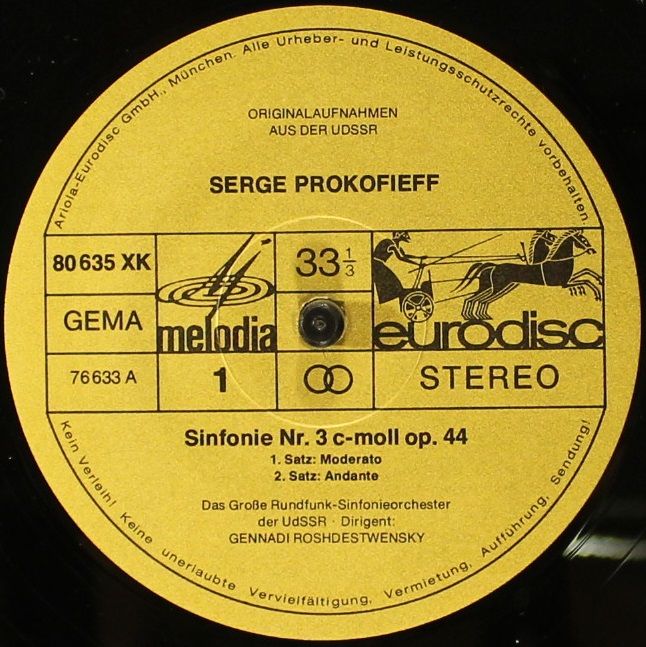 Ariola-Eurodisc GmbH., München. Alle Urheber- und Leistungsschutzrechte vorbehalten.
ORIGINALAUFNAHMEN
AUS DER UDSSR
SERGE PROKOFIEFF
80 635 XK
33 1/3
GEMA
melodia
eurodisc
76 633 A
1
STEREO
Sinfonie Nr. 3 c-moll op. 44
1. Satz: Moderato
2. Satz: Andante
Das Große Rundfunk-Sinfonieorchester
der UdSSR · Dirigent:
GENNADI ROSHDESTWENSKY
Kein Verleih! Keine unerlaubte Vervielfältigung, Vermietung, Aufführung, Sendung!